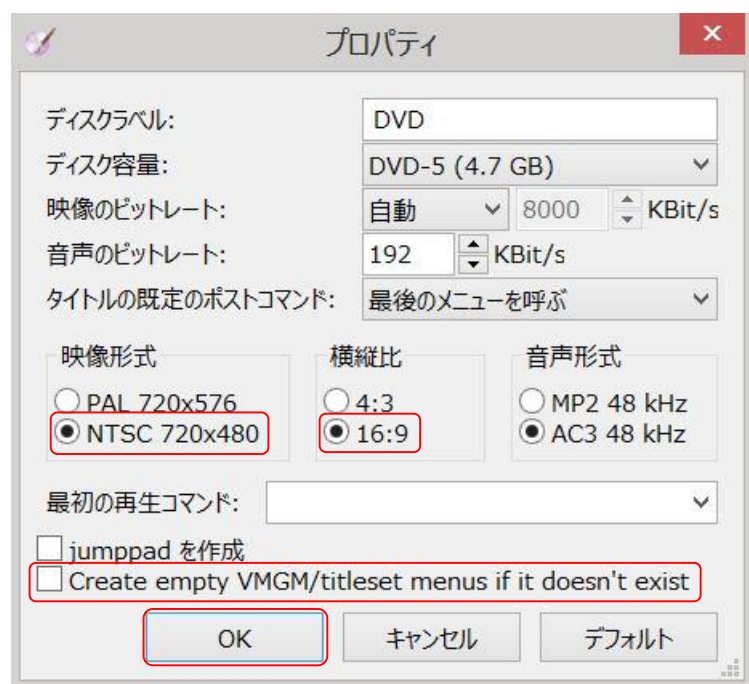 プロパティ
ディスクラベル: DVD
ディスク容量: DVD-5 (4.7 GB)
映像のビットレート: 自動 8000 KBit/s
音声のビットレート: 192 KBit/s
タイトルの既定のポストコマンド: 最後のメニューを呼ぶ
映像形式 横縦比 音声形式
PAL 720x576 4:3 MP2 48 kHz
NTSC 720x480 16:9 AC3 48 kHz
最初の再生コマンド:
jumppad を作成
Create empty VMGM/titleset menus if it doesn't exist
OK キャンセル デフォルト